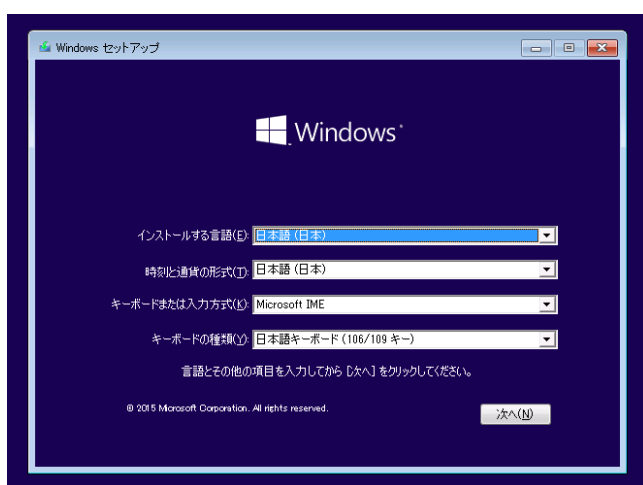 Windows セットアップ
Windows
インストールする言語(E): 日本語 (日本)
時刻と通貨の形式(T): 日本語 (日本)
キーボードまたは入力方式(K): Microsoft IME
キーボードの種類(Y): 日本語キーボード (106/109 キー)
言語とその他の項目を入力してから [次へ] をクリックしてください。
© 2015 Microsoft Corporation. All rights reserved.
次へ(N)